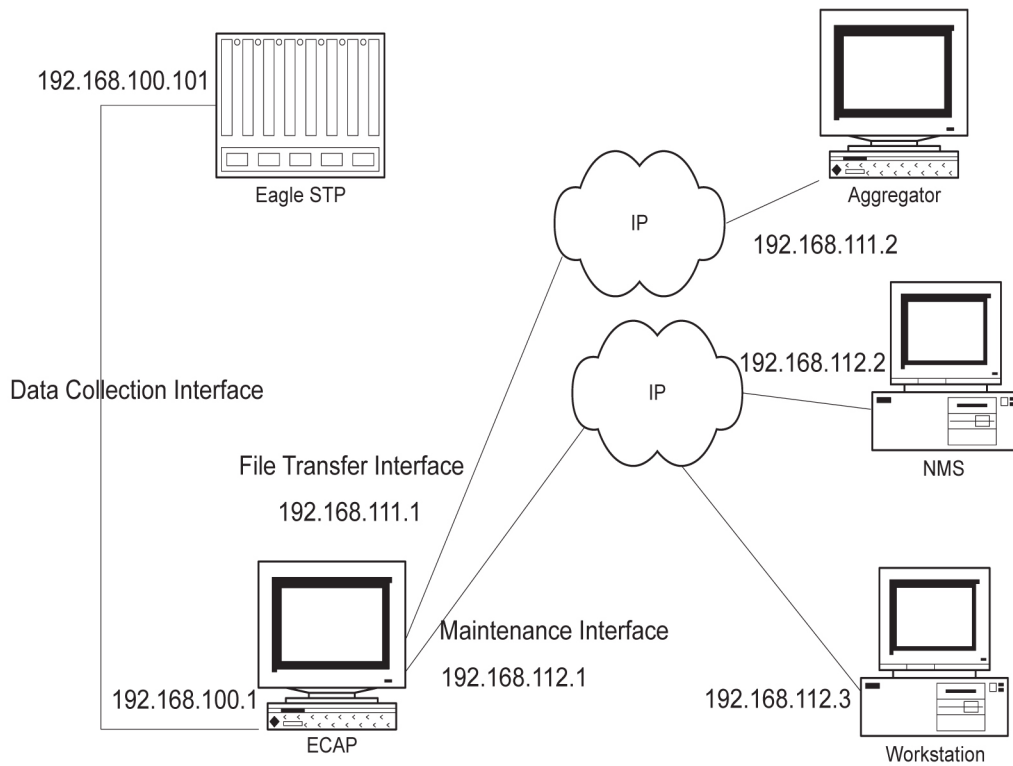 192.168.100.101
Eagle STP
IP
Aggregator
192.168.111.2
192.168.112.2
Data Collection Interface
IP
File Transfer Interface
NMS
192.168.111.1
Maintenance Interface
192.168.112.1
192.168.100.1
192.168.112.3
ECAP
Workstation